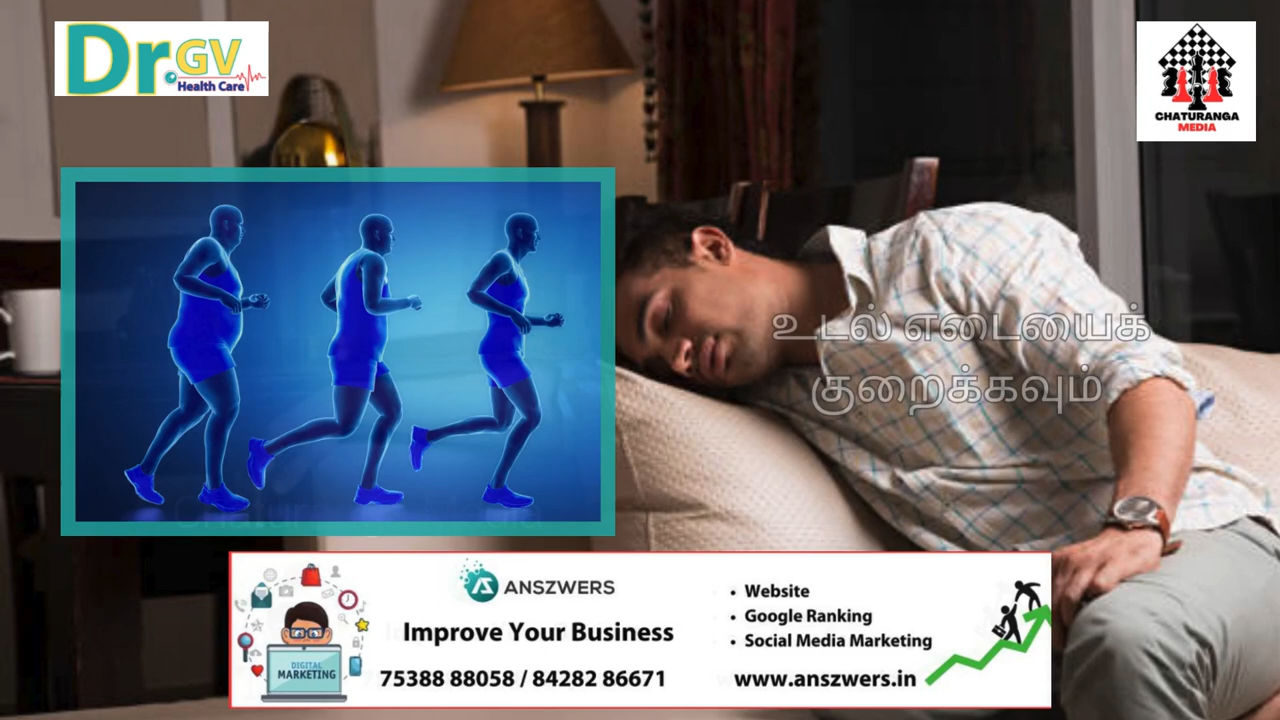 Dr.GV
Health Care
CHATURANGA
MEDIA
உடல் எடையைக்
குறைக்கவும்
ANSZWERS
Improve Your Business
75388 88058 / 84282 86671
DIGITAL
MARKETING
• Website
• Google Ranking
• Social Media Marketing
www.anszwers.in